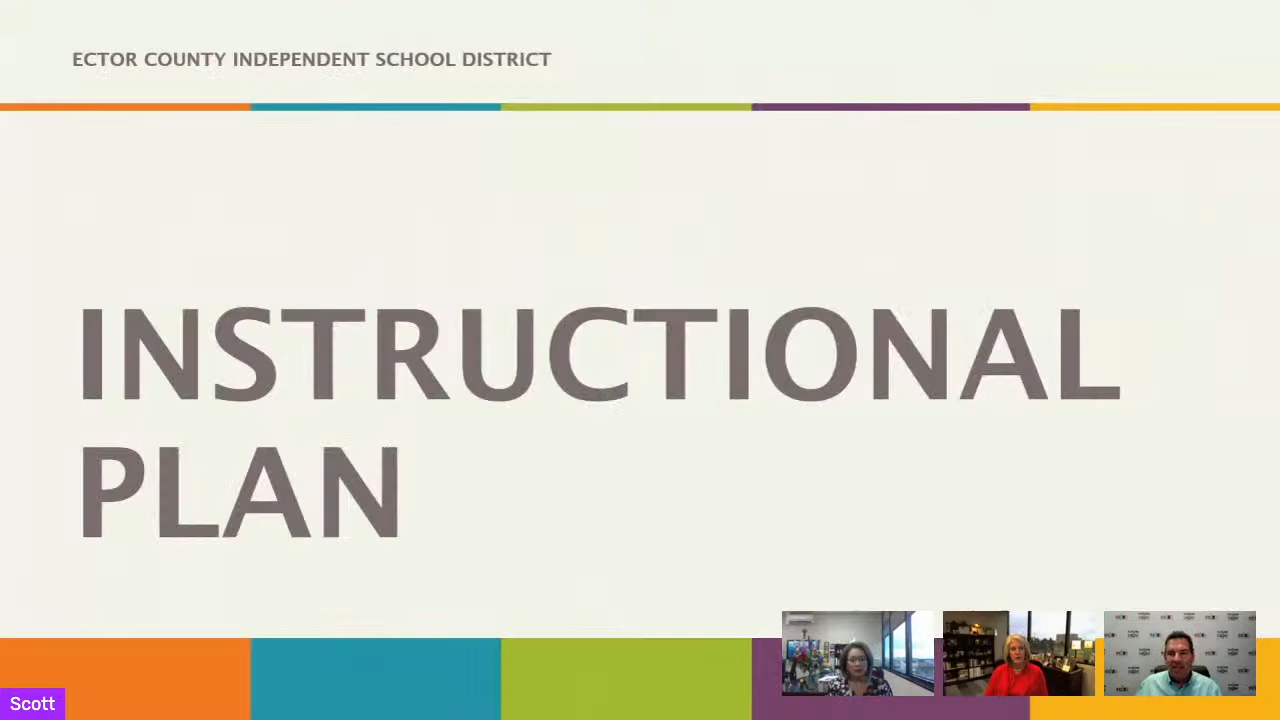 ECTOR COUNTY INDEPENDENT SCHOOL DISTRICT
INSTRUCTIONAL
PLAN
Scott